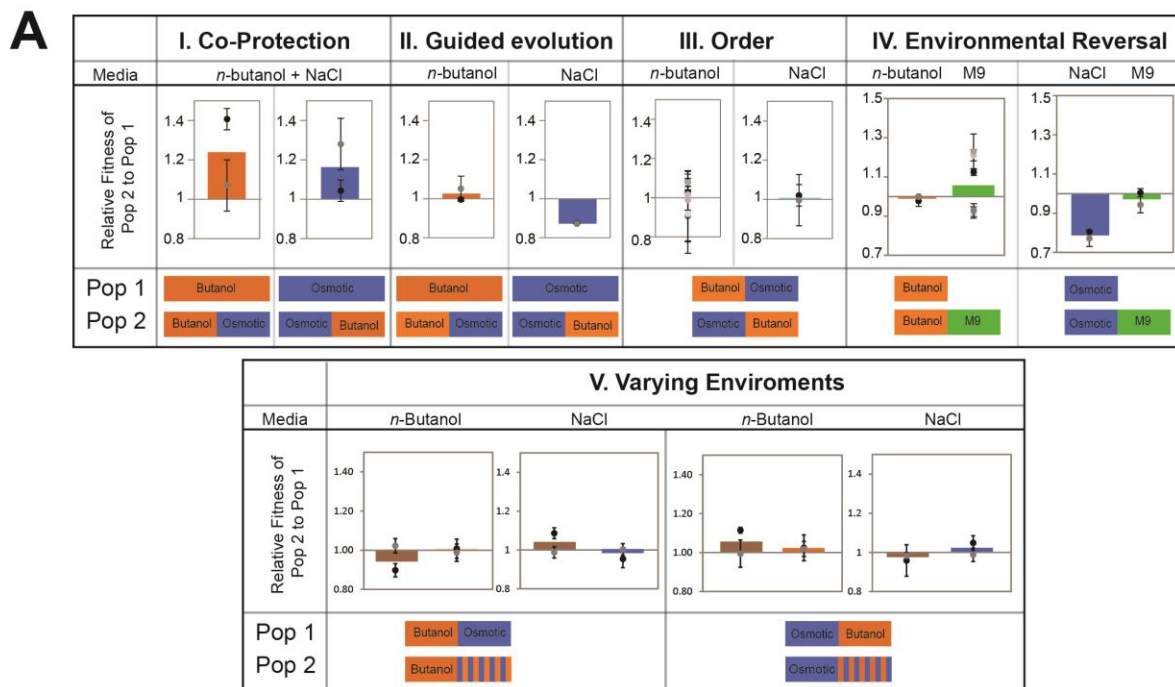 A
I. Co-Protection II. Guided evolution III. Order IV. Environmental Reversal
Media n-butanol + NaCl n-butanol NaCl n-butanol NaCl n-butanol M9 NaCl M9
Relative Fitness of
Pop 2 to Pop 1
1.4 1.4 1.4 1.4 1.4 1.4 1.5 1.5
1.2 1.2 1.2 1.2 1.2 1.2 1.3 1.3
1 1 1 1 1 1 1.1 1.1
0.8 0.8 0.8 0.8 0.8 0.8 0.9 0.9
0.7 0.7
Pop 1 Butanol Osmotic Butanol Osmotic Butanol Osmotic Butanol Osmotic
Pop 2 Butanol Osmotic Osmotic Butanol Butanol Osmotic Osmotic Butanol Osmotic Butanol Butanol M9 Osmotic M9
V. Varying Enviroments
Media n-Butanol NaCl n-Butanol NaCl
Relative Fitness of
Pop 2 to Pop 1
1.40 1.4 1.40 1.4
1.20 1.2 1.20 1.2
1.00 1 1.00 1
0.80 0.8 0.80 0.8
Pop 1 Butanol Osmotic Osmotic Butanol
Pop 2 Butanol Osmotic